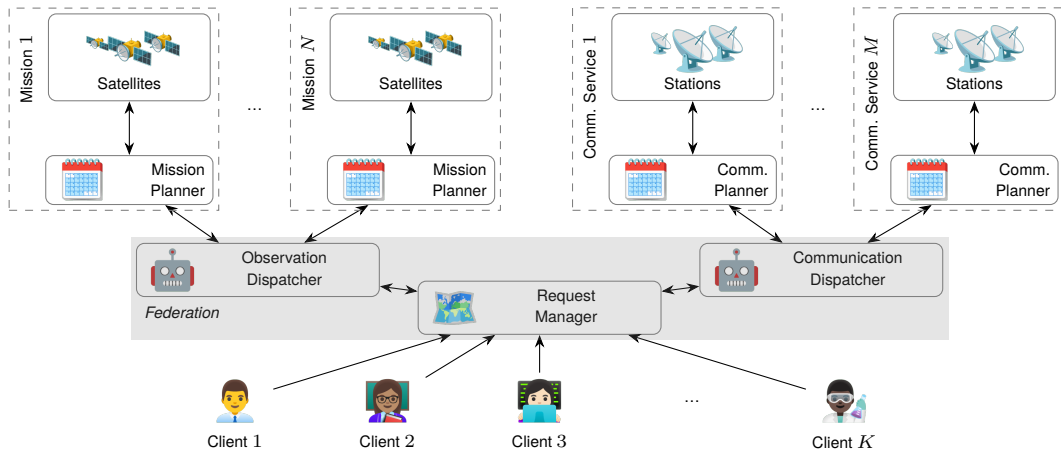 Mission 1
Satellites
Mission
Planner
...
Mission N
Satellites
Mission
Planner
Comm. Service 1
Stations
Comm.
Planner
...
Comm. Service M
Stations
Comm.
Planner
Observation
Dispatcher
Communication
Dispatcher
Request
Manager
Federation
Client 1
Client 2
Client 3
...
Client K